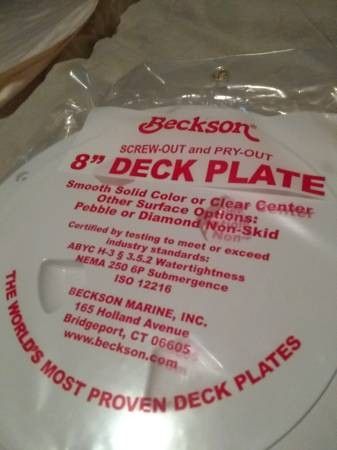 Beckson®
SCREW-OUT and PRY-OUT
8" DECK PLATE
Smooth Solid Color or Clear Center
Other Surface Options:
Pebble or Diamond Non-Skid
Certified by testing to meet or exceed
industry standards:
ABYC H-3 § 3.5.2 Watertightness
NEMA 250 6P Submergence
ISO 12216
BECKSON MARINE, INC.
165 Holland Avenue
Bridgeport, CT 06605
www.beckson.com
THE WORLD'S MOST PROVEN DECK PLATES